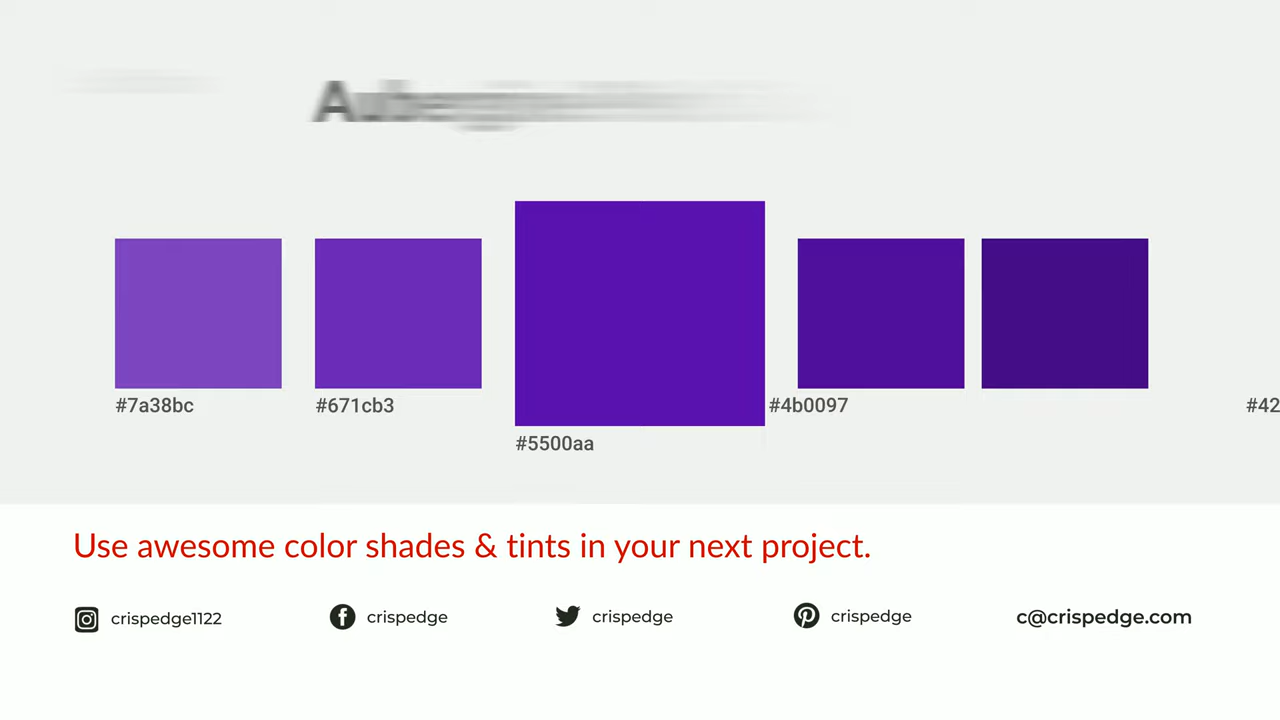 #7a38bc
#671cb3
#5500aa
#4b0097
#42
Use awesome color shades & tints in your next project.
crispedge1122
crispedge
crispedge
crispedge
c@crispedge.com